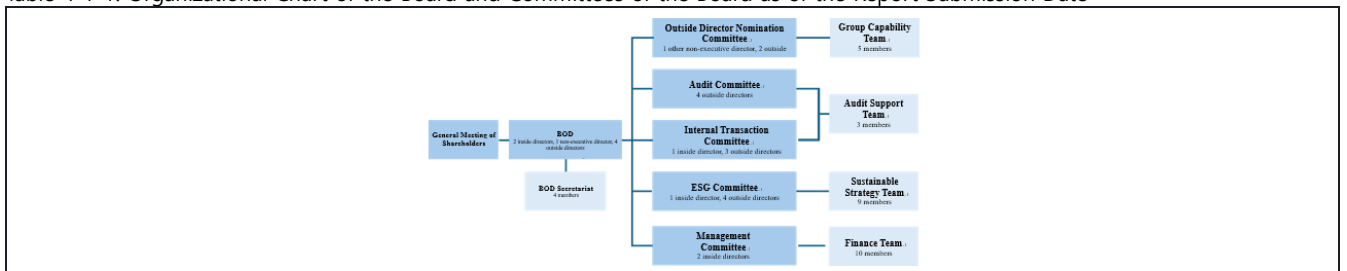 Table 4-1-1: Organizational Chart of the Board and Committees of the Board as of the Report Submission Date
Outside Director Nomination
Committee
1 other non-executive director, 2 outside
Group Capability
Team
5 members
Audit Committee
4 outside directors
Audit Support
Team
3 members
General Meeting of
Shareholders
BOD
2 inside directors, 1 non-executive director, 4
outside directors
Internal Transaction
Committee
1 inside director, 3 outside directors
BOD Secretariat
4 members
ESG Committee
1 inside director, 4 outside directors
Sustainable
Strategy Team
9 members
Management
Committee
2 inside directors
Finance Team
10 members